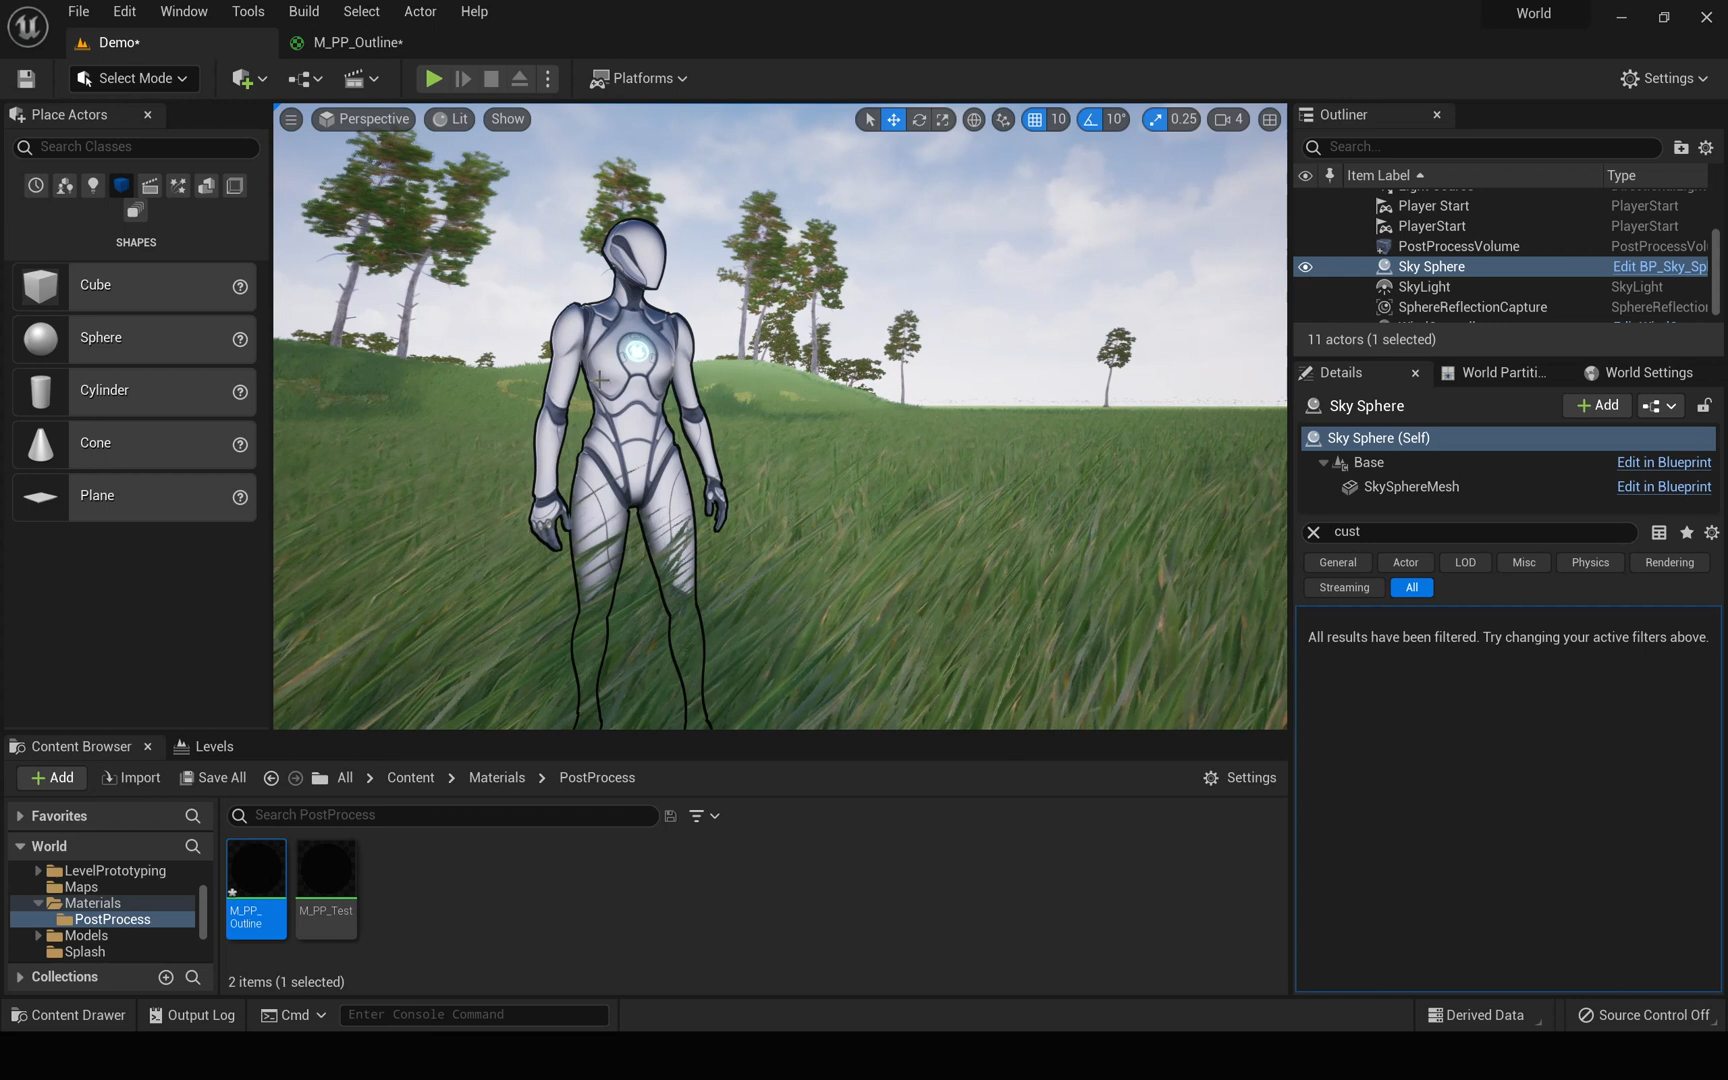 File Edit Window Tools Build Select Actor Help
World
Demo*
M_PP_Outline*
Select Mode
Platforms
Settings
Place Actors
Search Classes
SHAPES
Cube
Sphere
Cylinder
Cone
Plane
Perspective
Lit
Show
10
10°
0.25
4
Outliner
Search...
Item Label
Type
Player Start
PlayerStart
PlayerStart
PlayerStart
PostProcessVolume
PostProcessVol
Sky Sphere
Edit BP_Sky_Sp
SkyLight
SkyLight
SphereReflectionCapture
SphereReflectior
11 actors (1 selected)
Details
World Partiti...
World Settings
Sky Sphere
Add
Sky Sphere (Self)
Base
Edit in Blueprint
SkySphereMesh
Edit in Blueprint
cust
General Actor LOD Misc Physics Rendering
Streaming All
All results have been filtered. Try changing your active filters above.
Content Browser
Levels
Add
Import
Save All
All
Content
Materials
PostProcess
Settings
Favorites
World
LevelPrototyping
Maps
Materials
PostProcess
Models
Splash
Collections
Search PostProcess
M_PP_
Outline
M_PP_Test
2 items (1 selected)
Content Drawer
Output Log
Cmd
Enter Console Command
Derived Data
Source Control Off